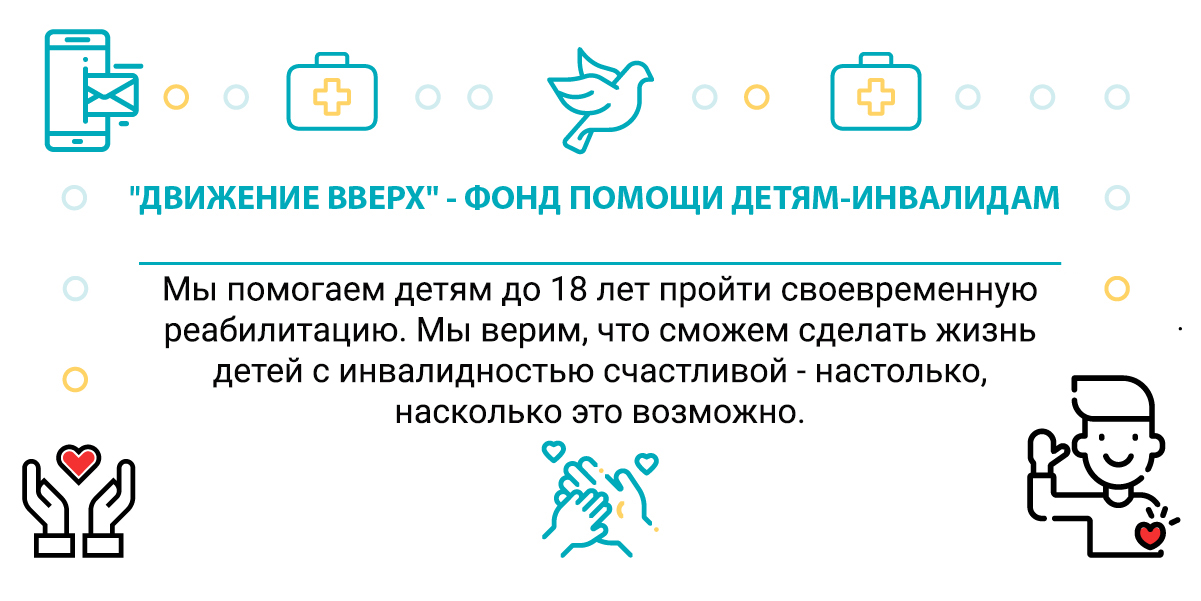 "ДВИЖЕНИЕ ВВЕРХ" - ФОНД ПОМОЩИ ДЕТЯМ-ИНВАЛИДАМ
Мы помогаем детям до 18 лет пройти своевременную
реабилитацию. Мы верим, что сможем сделать жизнь
детей с инвалидностью счастливой - настолько,
насколько это возможно.